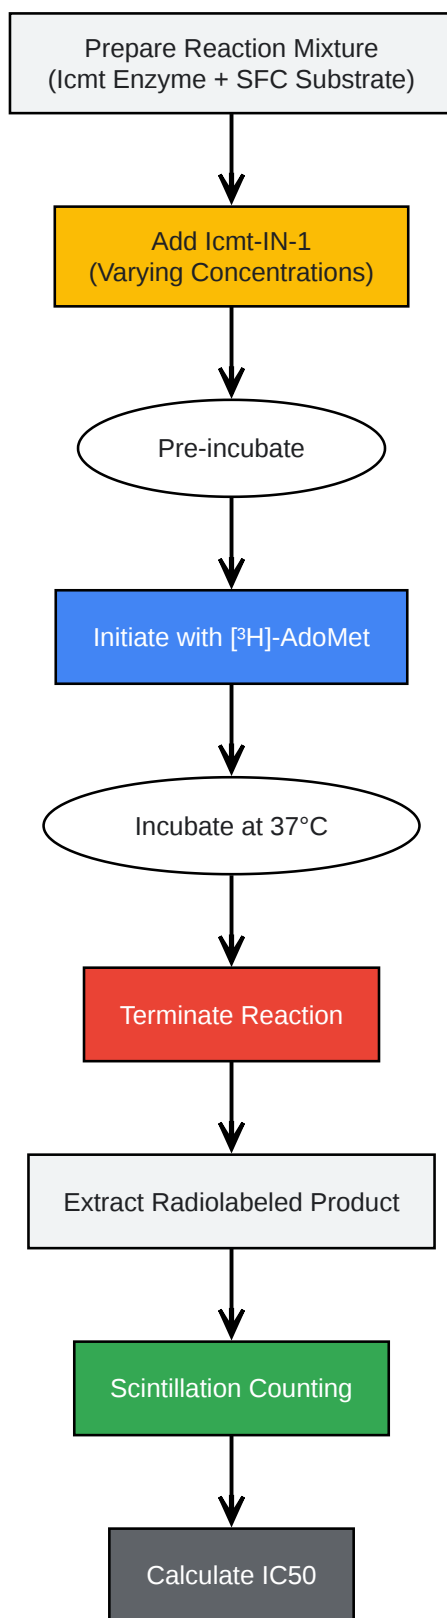 Prepare Reaction Mixture
(Icmt Enzyme + SFC Substrate)
Add Icmt-IN-1
(Varying Concentrations)
Pre-incubate
Initiate with [³H]-AdoMet
Incubate at 37°C
Terminate Reaction
Extract Radiolabeled Product
Scintillation Counting
Calculate IC50